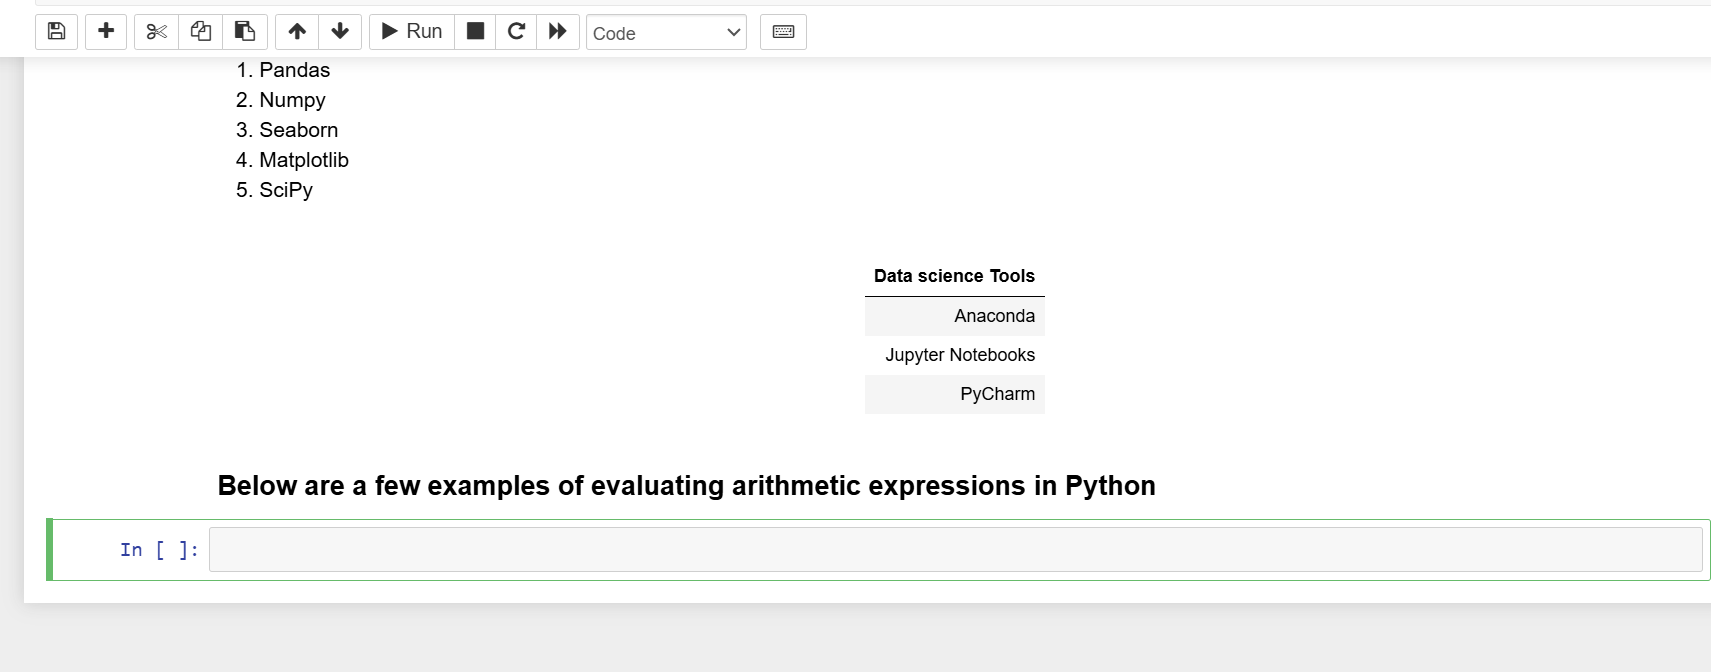 Run
Code
1. Pandas
2. Numpy
3. Seaborn
4. Matplotlib
5. SciPy
Data science Tools
Anaconda
Jupyter Notebooks
PyCharm
Below are a few examples of evaluating arithmetic expressions in Python
In [ ]: